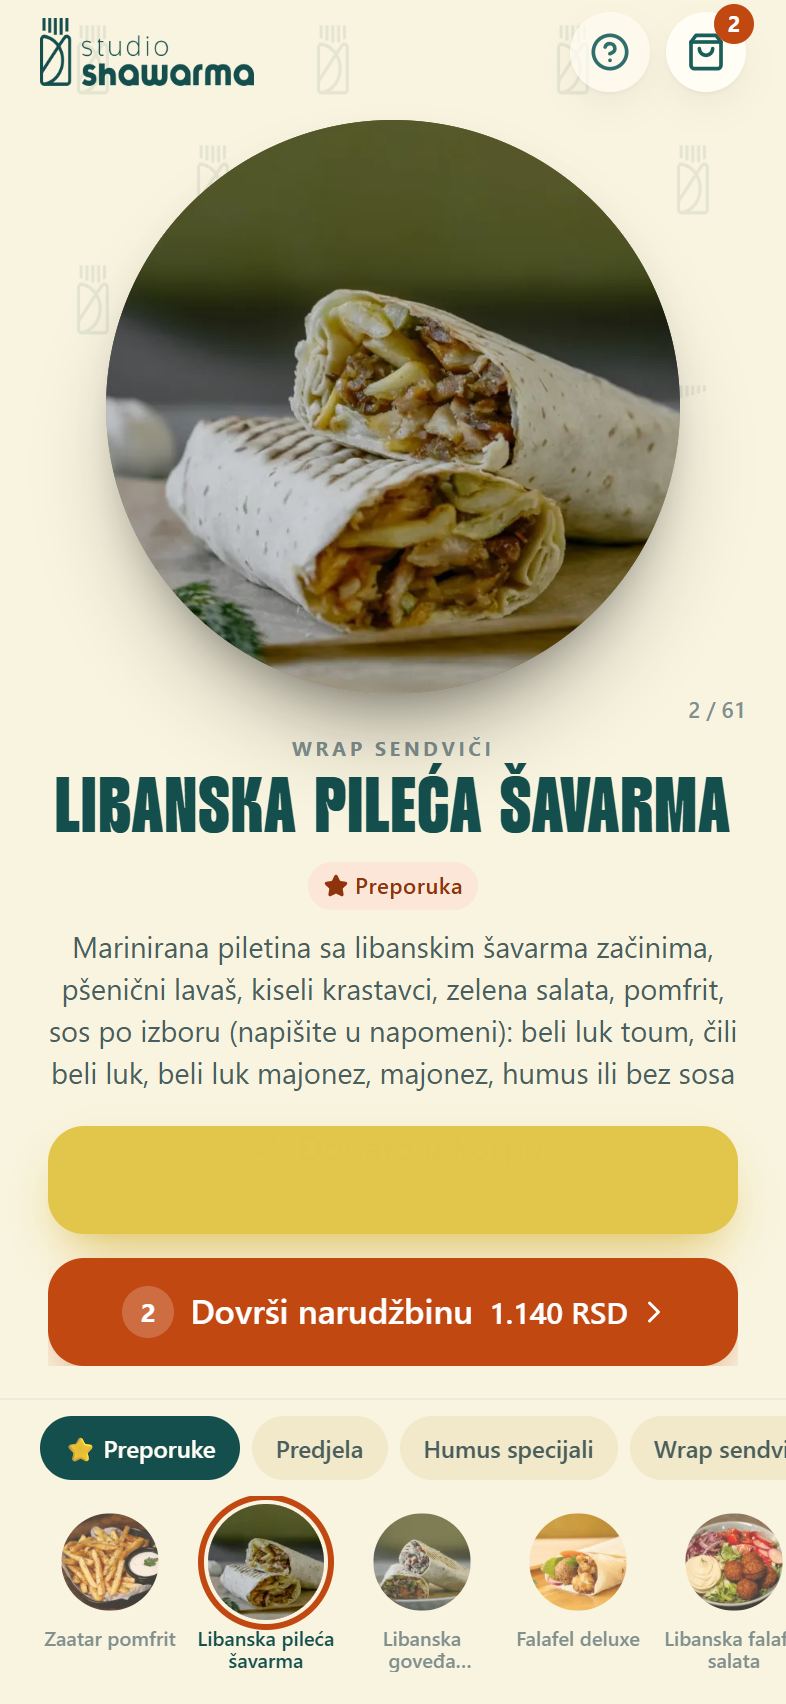 studio
shawarma
2
2 / 61
WRAP SENDVIČI
LIBANSKA PILEĆA ŠAVARMA
Preporuka
Marinirana piletina sa libanskim šavarma začinima,
pšenični lavaš, kiseli krastavci, zelena salata, pomfrit,
sos po izboru (napišite u napomeni): beli luk toum, čili
beli luk, beli luk majonez, majonez, humus ili bez sosa
2 Dovrši narudžbinu 1.140 RSD
Preporuke Predjela Humus specijali Wrap sendvi
Zaatar pomfrit
Libanska pileća
šavarma
Libanska
goveđa...
Falafel deluxe
Libanska falaf
salata